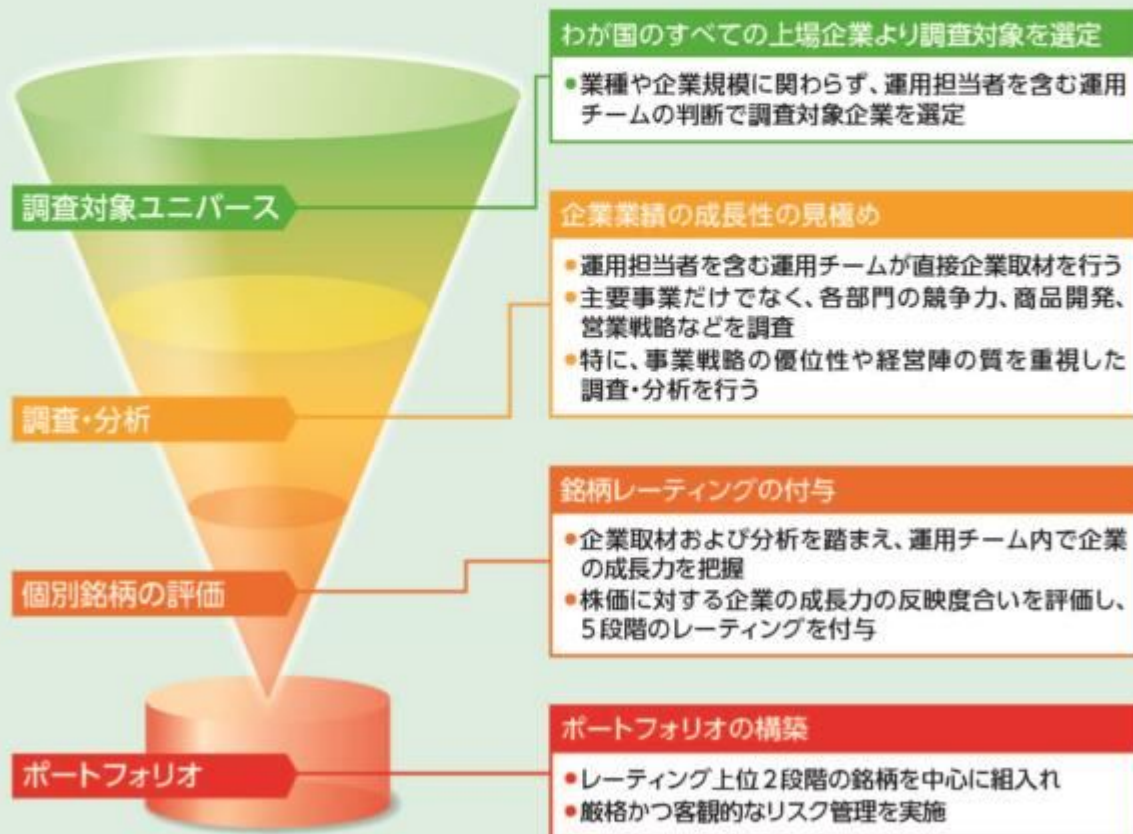 わが国のすべての上場企業より調査対象を選定
•業種や企業規模に関わらず、運用担当者を含む運用
チームの判断で調査対象企業を選定
調査対象ユニバース
企業業績の成長性の見極め
•運用担当者を含む運用チームが直接企業取材を行う
•主要事業だけでなく、各部門の競争力、商品開発、
営業戦略などを調査
•特に、事業戦略の優位性や経営陣の質を重視した
調査・分析を行う
調査・分析
銘柄レーティングの付与
•企業取材および分析を踏まえ、運用チーム内で企業
の成長力を把握
•株価に対する企業の成長力の反映度合いを評価し、
5段階のレーティングを付与
個別銘柄の評価
ポートフォリオの構築
•レーティング上位2段階の銘柄を中心に組入れ
•厳格かつ客観的なリスク管理を実施
ポートフォリオ